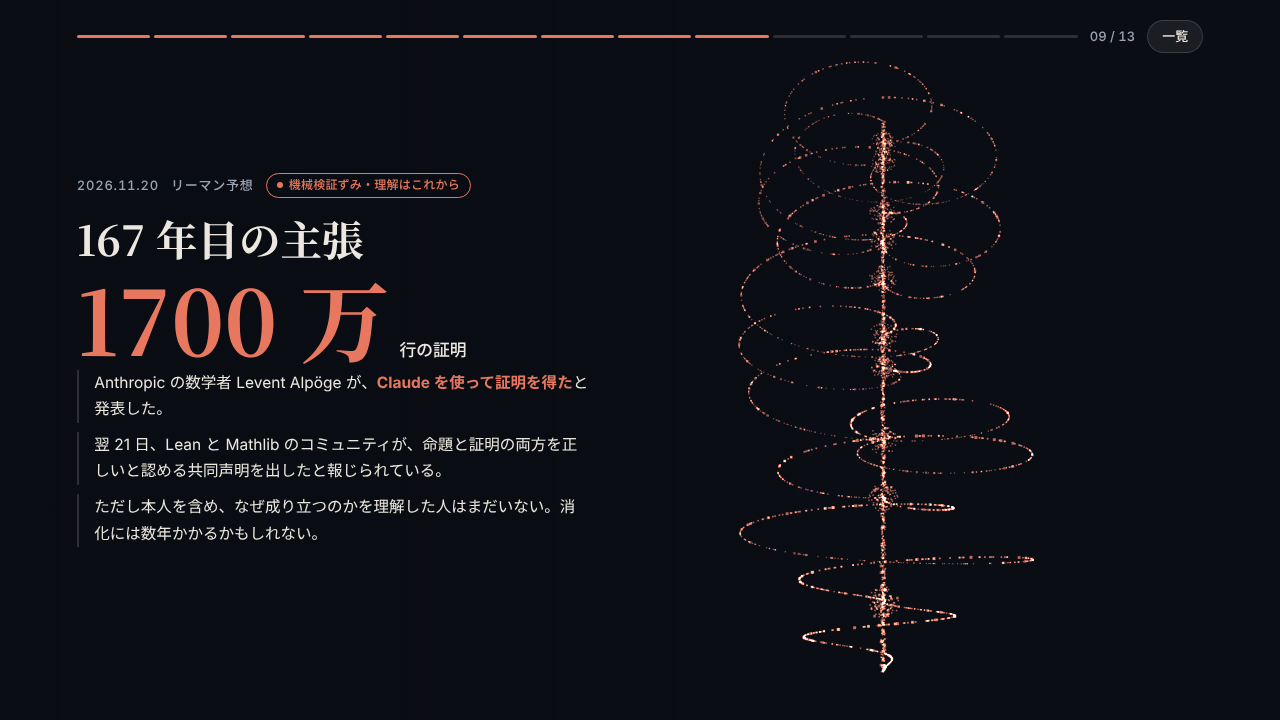 09 / 13
一覧
2026.11.20 リーマン予想 機械検証ずみ・理解はこれから
167 年目の主張
1700 万 行の証明
Anthropic の数学者 Levent Alpöge が、Claude を使って証明を得たと
発表した。
翌 21 日、Lean と Mathlib のコミュニティが、命題と証明の両方を正
しいと認める共同声明を出したと報じられている。
ただし本人を含め、なぜ成り立つのかを理解した人はまだいない。消
化には数年かかるかもしれない。